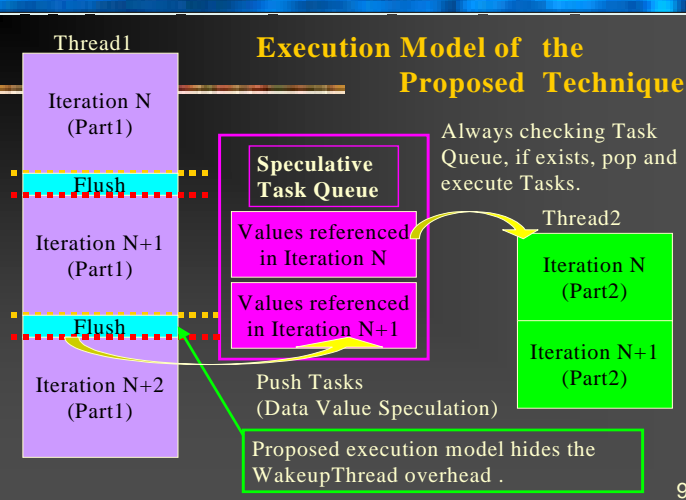 Execution Model of the
Proposed Technique
Thread1
Iteration N
(Part1)
Flush
Iteration N+1
(Part1)
Flush
Iteration N+2
(Part1)
Speculative
Task Queue
Values referenced
in Iteration N
Values referenced
in Iteration N+1
Push Tasks
(Data Value Speculation)
Always checking Task
Queue, if exists, pop and
execute Tasks.
Thread2
Iteration N
(Part2)
Iteration N+1
(Part2)
Proposed execution model hides the
WakeupThread overhead .
9